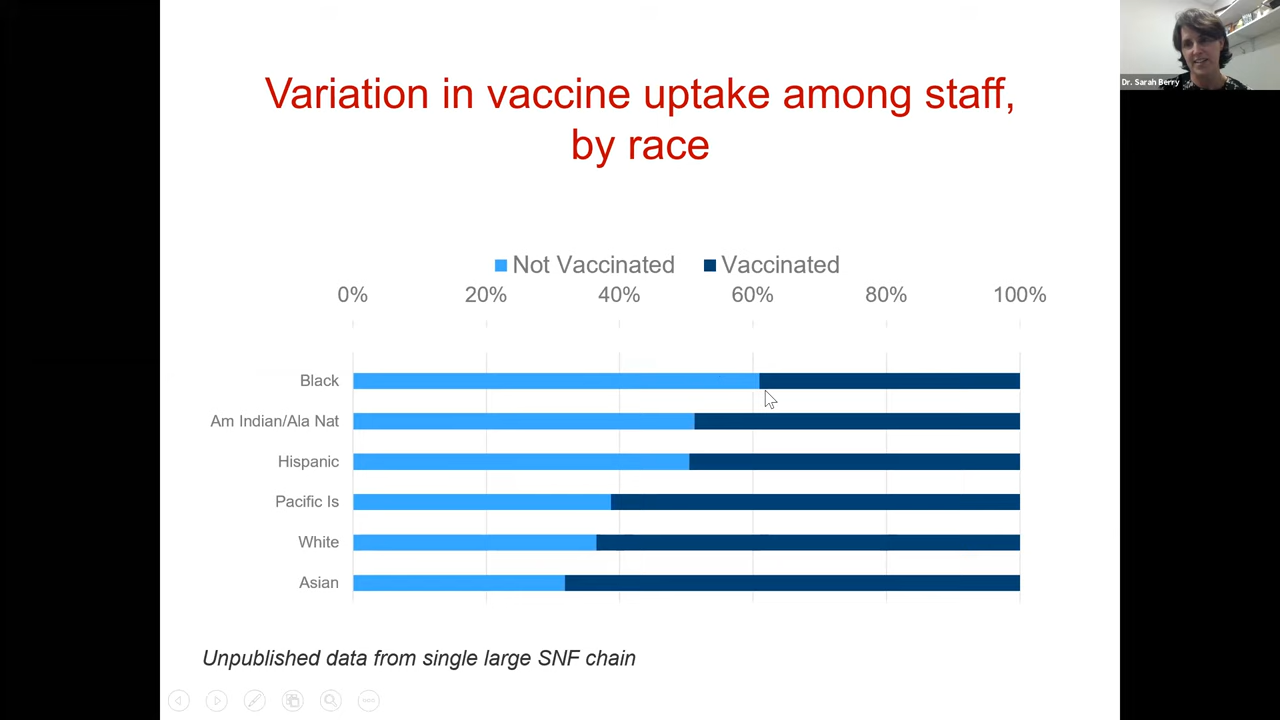 Dr. Sarah Berry
Variation in vaccine uptake among staff,
by race
Not Vaccinated Vaccinated
0% 20% 40% 60% 80% 100%
Black
Am Indian/Ala Nat
Hispanic
Pacific Is
White
Asian
Unpublished data from single large SNF chain